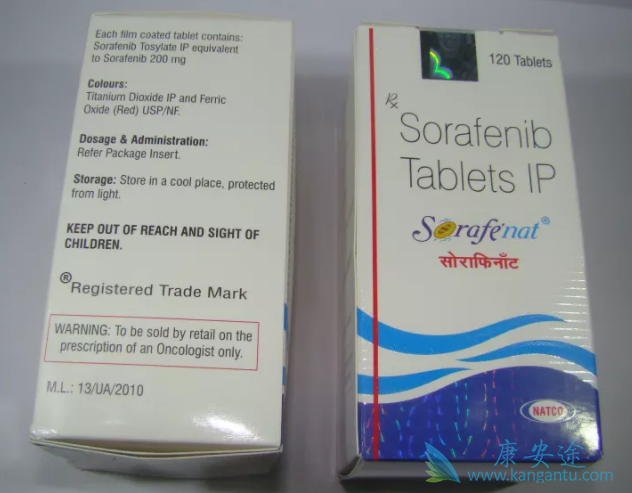 Each film coated tablet contains:
Sorafenib Tosylate IP equivalent
to Sorafenib 200 mg
Colours:
Titanium Dioxide IP and Ferric
Oxide (Red) USP/NF.
Dosage & Administration:
Refer Package Insert.
Storage: Store in a cool place, protected
from light.
KEEP OUT OF REACH AND SIGHT OF
CHILDREN.
®Registered Trade Mark
WARNING: To be sold by retail on the
prescription of an Oncologist only.
M.L.: 13/UA/2010
120 Tablets
Rx
Sorafenib
Tablets IP
Sorafenat®
सोराफिनॉट
NATCO
康安途
www.kangantu.com